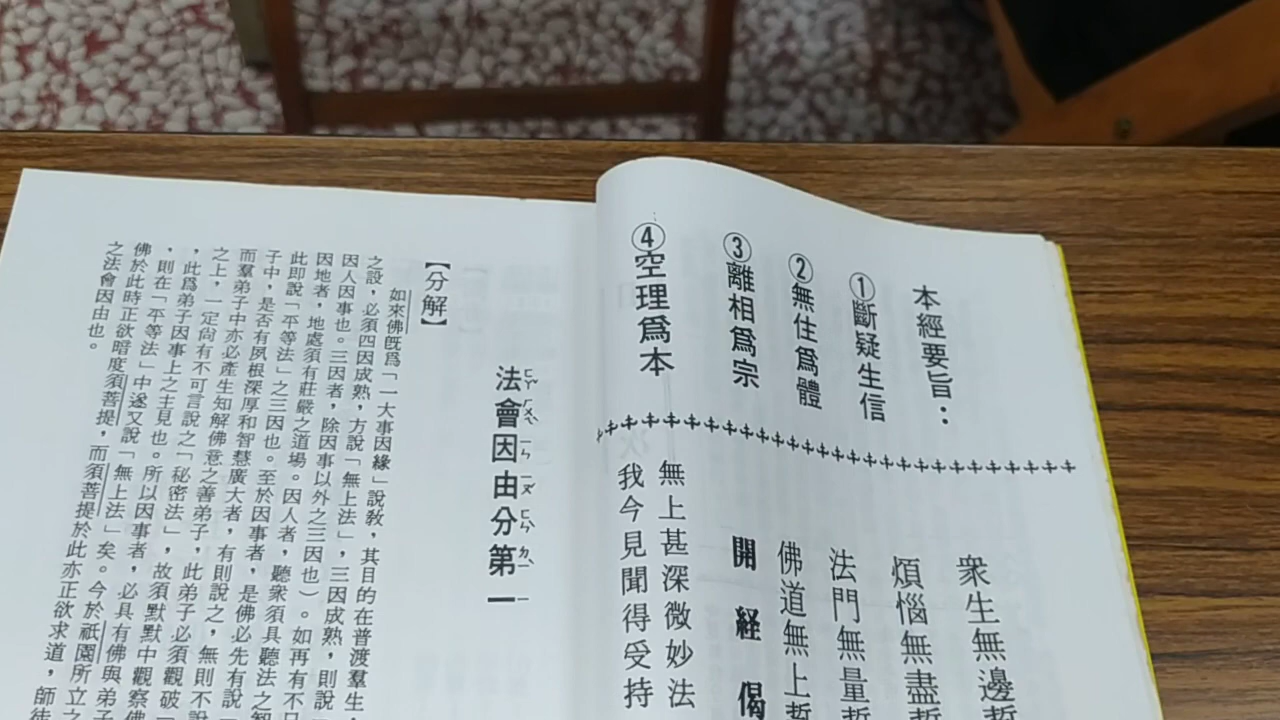 本經要旨：
①斷疑生信
②無住為體
③離相為宗
④空理為本
衆生無邊誓
煩惱無盡誓
法門無量誓
佛道無上誓
開経偈
無上甚深微妙法
我今見聞得受持
法會因由分第一
【分解】
如來佛旣爲「一大事因緣」說教，其目的在普渡羣生，
之設，必須四因成熟，方說「無上法」，三因成熟，則說
因人因事也。三因者，除因事以外之三因也）。如再有不
因地者，地處須有莊嚴之道場。因人者，聽衆須具聽法之
此即說「平等法」之三因也。至於因事者，是佛必先有說
子中，是否有夙根深厚和智慧廣大者，有則說之，無則不說
而羣弟子中亦必產生知解佛意之善弟子，此弟子必須觀破
之上，一定尙有不可言說之「秘密法」，故須默默中觀察佛
，此爲弟子因事上之主見也。所以因事者，必具有佛與弟子
，則在「平等法」中遂又說「無上法」矣。今於祇園所立之
佛於此時正欲暗度須菩提，而須菩提於此亦正欲求道，師徒
之法會因由也。